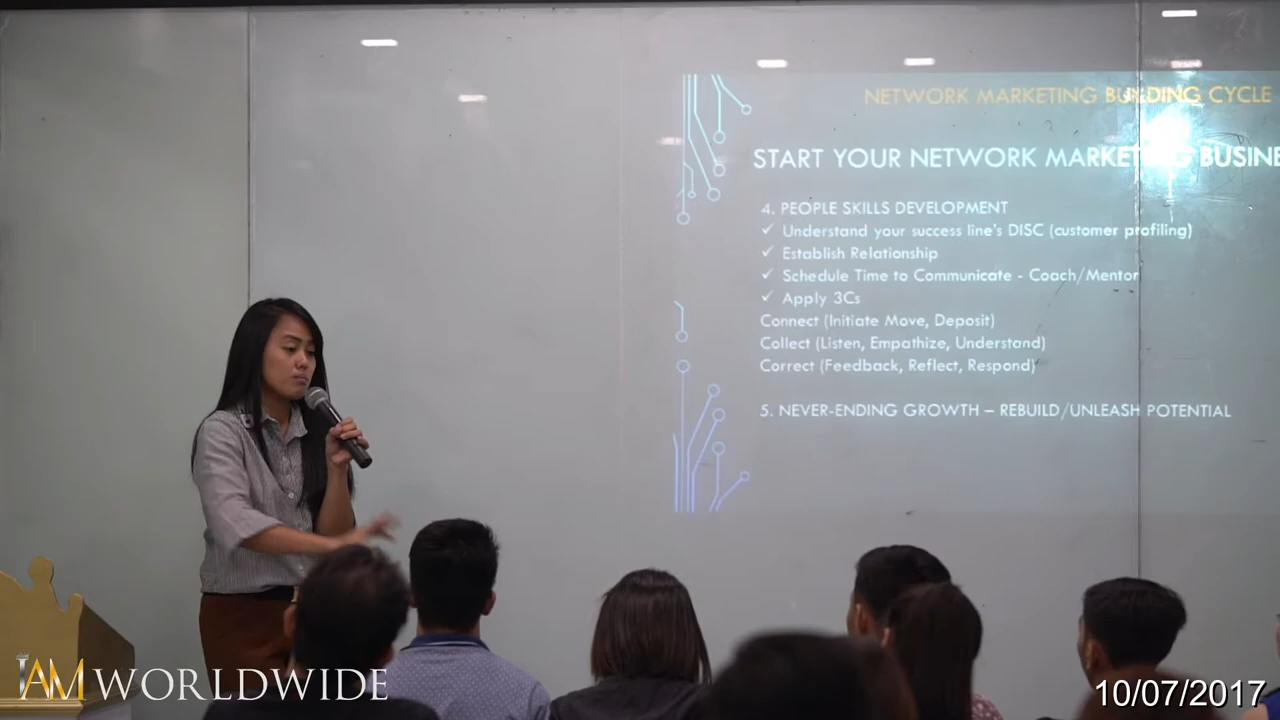 NETWORK MARKETING BUILDING CYCLE
START YOUR NETWORK MARKETING BUSINE
4. PEOPLE SKILLS DEVELOPMENT
✓ Understand your success line's DISC (customer profiling)
✓ Establish Relationship
✓ Schedule Time to Communicate - Coach/Mentor
✓ Apply 3Cs
Connect (Initiate Move, Deposit)
Collect (Listen, Empathize, Understand)
Correct (Feedback, Reflect, Respond)
5. NEVER-ENDING GROWTH – REBUILD/UNLEASH POTENTIAL
IAM WORLDWIDE
10/07/2017